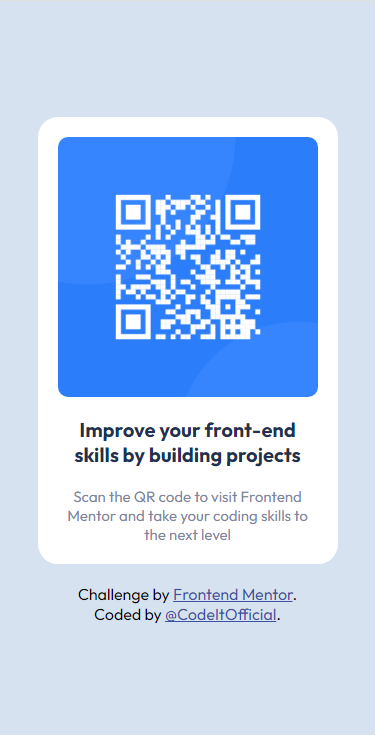 Improve your front-end
skills by building projects
Scan the QR code to visit Frontend
Mentor and take your coding skills to
the next level
Challenge by Frontend Mentor.
Coded by @CodeItOfficial.